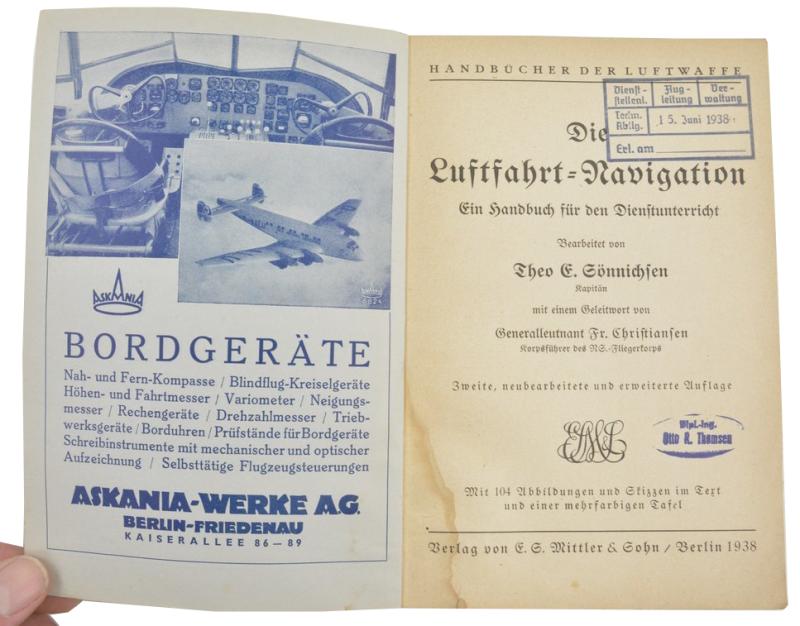 ASKANIA
BORDGERÄTE
Nah- und Fern-Kompasse / Blindflug-Kreiselgeräte
Höhen- und Fahrtmesser / Variometer / Neigungs-
messer / Rechengeräte / Drehzahlmesser / Trieb-
werksgeräte / Borduhren / Prüfstände für Bordgeräte
Schreibinstrumente mit mechanischer und optischer
Aufzeichnung / Selbsttätige Flugzeugsteuerungen
ASKANIA-WERKE A.G.
BERLIN-FRIEDENAU
KAISERALLEE 86–89
HANDBÜCHER DER LUFTWAFFE
Dienst- Flug- Ver-
stellenl. leitung waltung
Techn. 15. Juni 1938
Abtlg.
Erl. am
Die
Luftfahrt-Navigation
Ein Handbuch für den Dienstunterricht
Bearbeitet von
Theo E. Sönnichsen
Kapitän
mit einem Geleitwort von
Generalleutnant Fr. Christiansen
Korpsführer des NS.-Fliegerkorps
Zweite, neubearbeitete und erweiterte Auflage
Dipl.-Ing.
Otto R. Thomsen
Mit 104 Abbildungen und Skizzen im Text
und einer mehrfarbigen Tafel
Verlag von E. S. Mittler & Sohn / Berlin 1938